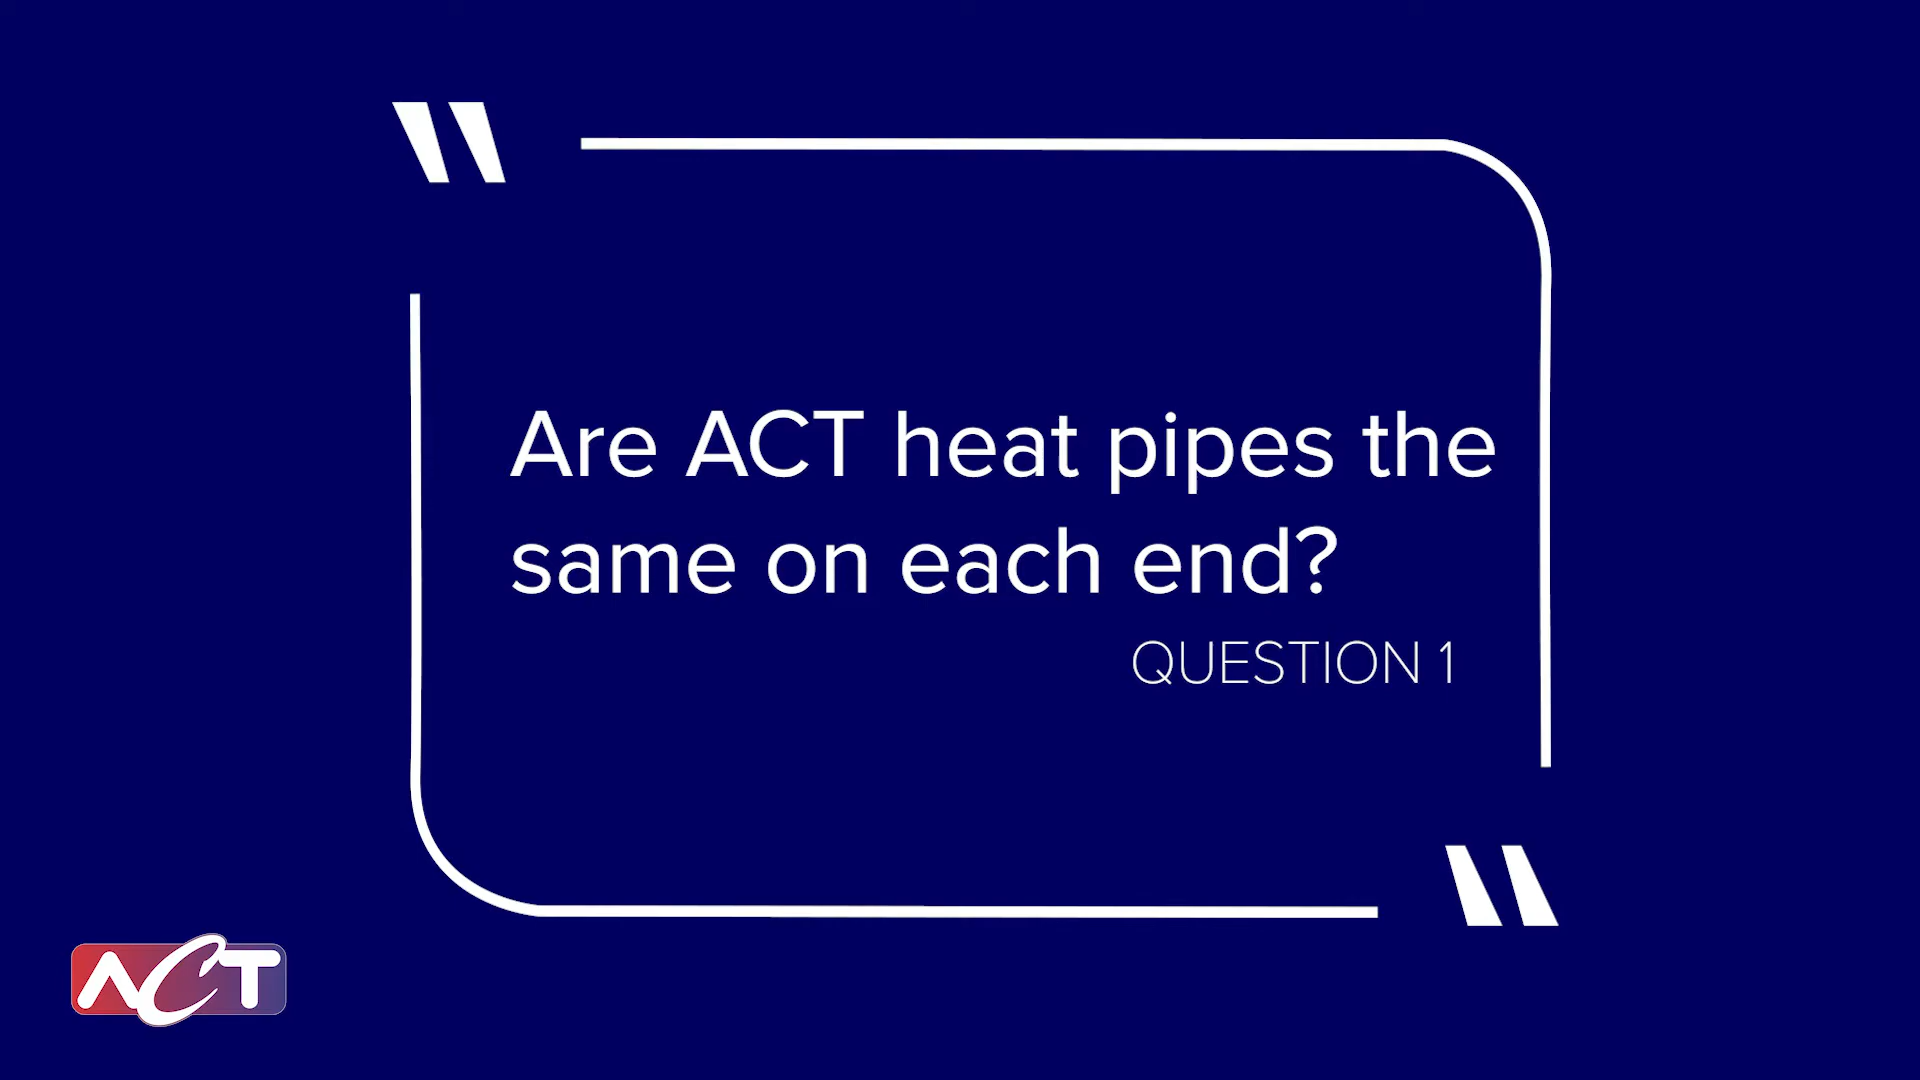 Are ACT heat pipes the
same on each end?
QUESTION 1
ACT